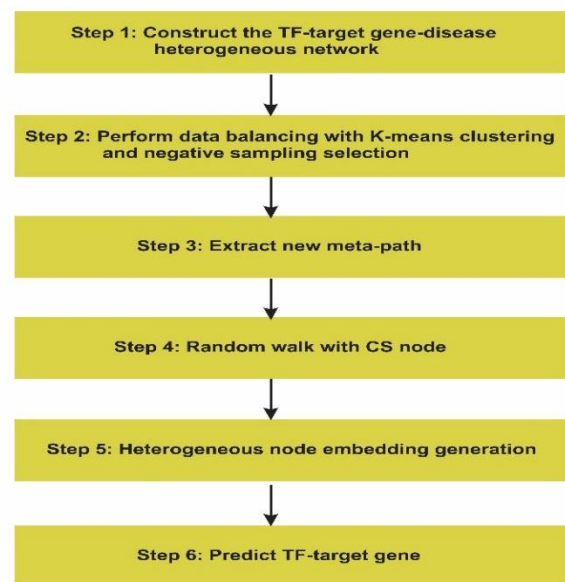 Step 1: Construct the TF-target gene-disease
heterogeneous network
Step 2: Perform data balancing with K-means clustering
and negative sampling selection
Step 3: Extract new meta-path
Step 4: Random walk with CS node
Step 5: Heterogeneous node embedding generation
Step 6: Predict TF-target gene